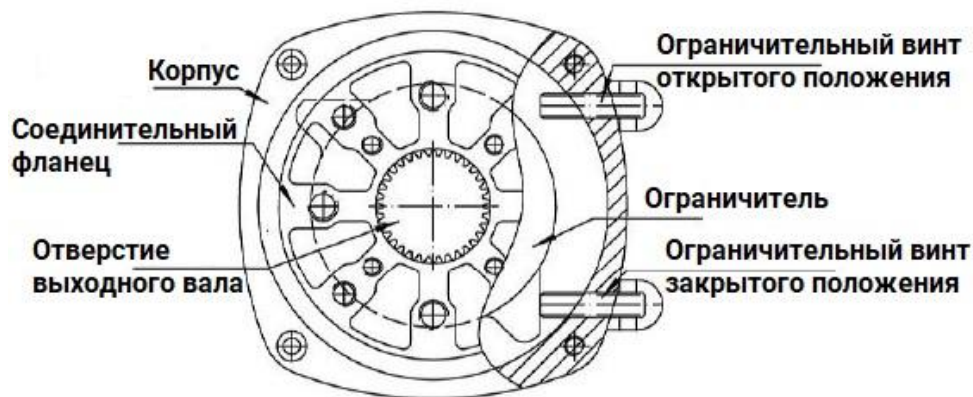 Корпус
Соединительный
фланец
Отверстие
выходного вала
Ограничительный винт
открытого положения
Ограничитель
Ограничительный винт
закрытого положения